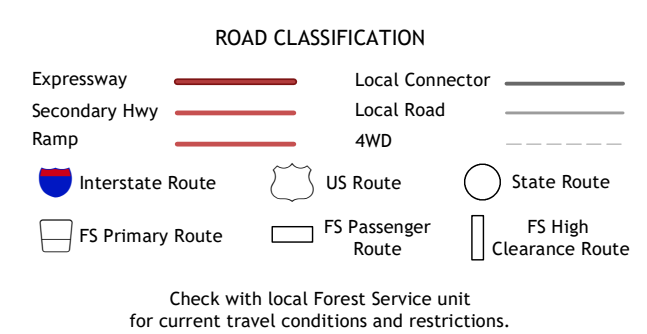 ROAD CLASSIFICATION
Expressway
Local Connector
Secondary Hwy
Local Road
Ramp
4WD
Interstate Route
US Route
State Route
FS Primary Route
FS Passenger
Route
FS High
Clearance Route
Check with local Forest Service unit
for current travel conditions and restrictions.